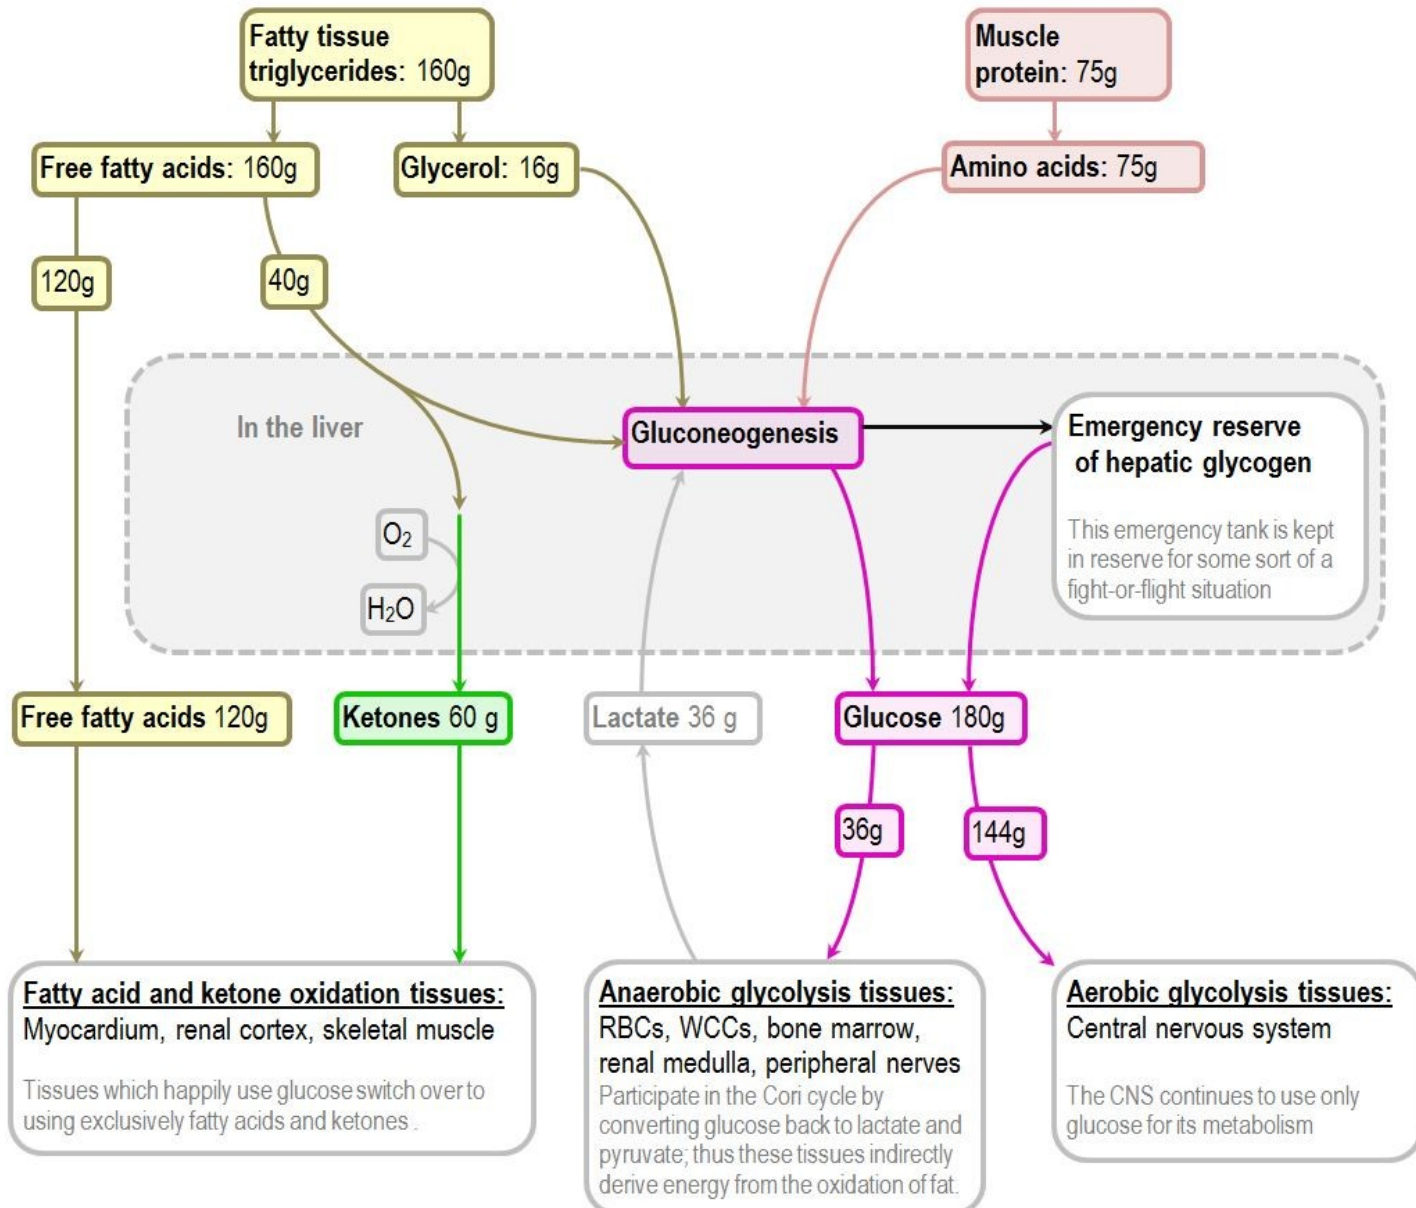 Fatty tissue
triglycerides: 160g
Muscle
protein: 75g
Free fatty acids: 160g
Glycerol: 16g
Amino acids: 75g
120g
40g
In the liver
Gluconeogenesis
Emergency reserve
of hepatic glycogen
This emergency tank is kept
in reserve for some sort of a
fight-or-flight situation
O2
H2O
Free fatty acids 120g
Ketones 60 g
Lactate 36 g
Glucose 180g
36g
144g
Fatty acid and ketone oxidation tissues:
Myocardium, renal cortex, skeletal muscle
Tissues which happily use glucose switch over to
using exclusively fatty acids and ketones .
Anaerobic glycolysis tissues:
RBCs, WCCs, bone marrow,
renal medulla, peripheral nerves
Participate in the Cori cycle by
converting glucose back to lactate and
pyruvate; thus these tissues indirectly
derive energy from the oxidation of fat.
Aerobic glycolysis tissues:
Central nervous system
The CNS continues to use only
glucose for its metabolism